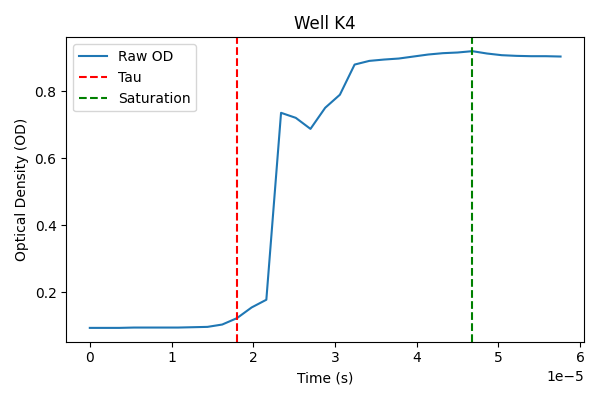 Well K4
Raw OD
Tau
Saturation
Optical Density (OD)
0.8
0.6
0.4
0.2
0 1 2 3 4 5 6
1e−5
Time (s)